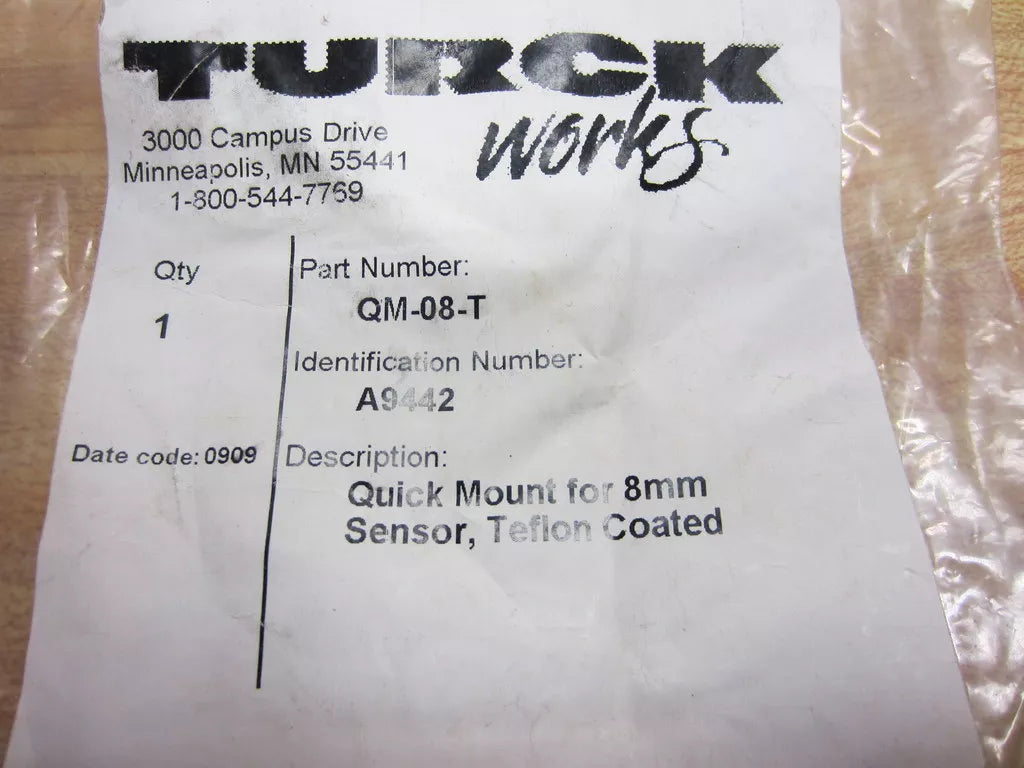 TURCK
works
3000 Campus Drive
Minneapolis, MN 55441
1-800-544-7769
Qty
1
Part Number:
QM-08-T
Identification Number:
A9442
Date code: 0909
Description:
Quick Mount for 8mm
Sensor, Teflon Coated